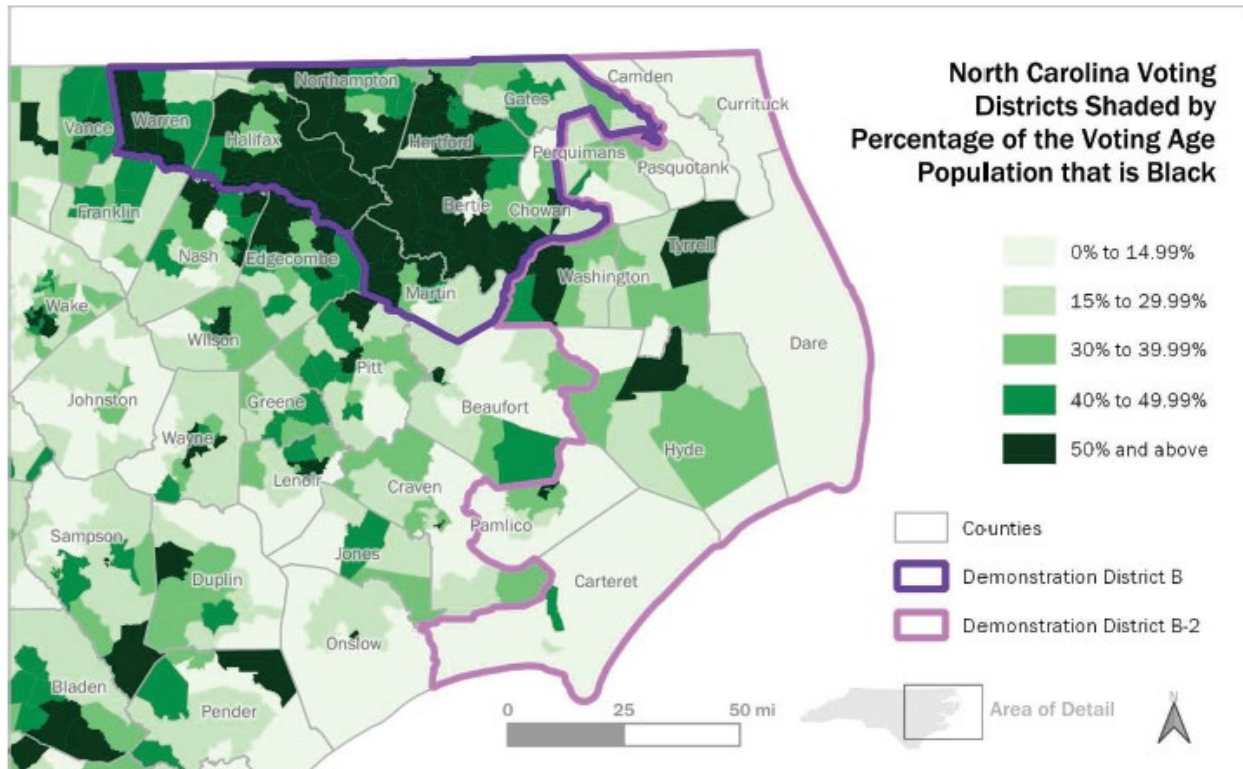 North Carolina Voting
Districts Shaded by
Percentage of the Voting Age
Population that is Black
0% to 14.99%
15% to 29.99%
30% to 39.99%
40% to 49.99%
50% and above
Counties
Demonstration District B
Demonstration District B-2
Area of Detail
N
0 25 50 mi
Camden
Currituck
Northampton
Gates
Vance
Warren
Halifax
Hertford
Perquimans
Pasquotank
Franklin
Bertie
Chowan
Nash
Edgecombe
Tyrrell
Washington
Martin
Wake
Wilson
Dare
Pitt
Johnston
Greene
Beaufort
Wayne
Hyde
Lenoir
Craven
Pamlico
Sampson
Jones
Duplin
Carteret
Onslow
Bladen
Pender